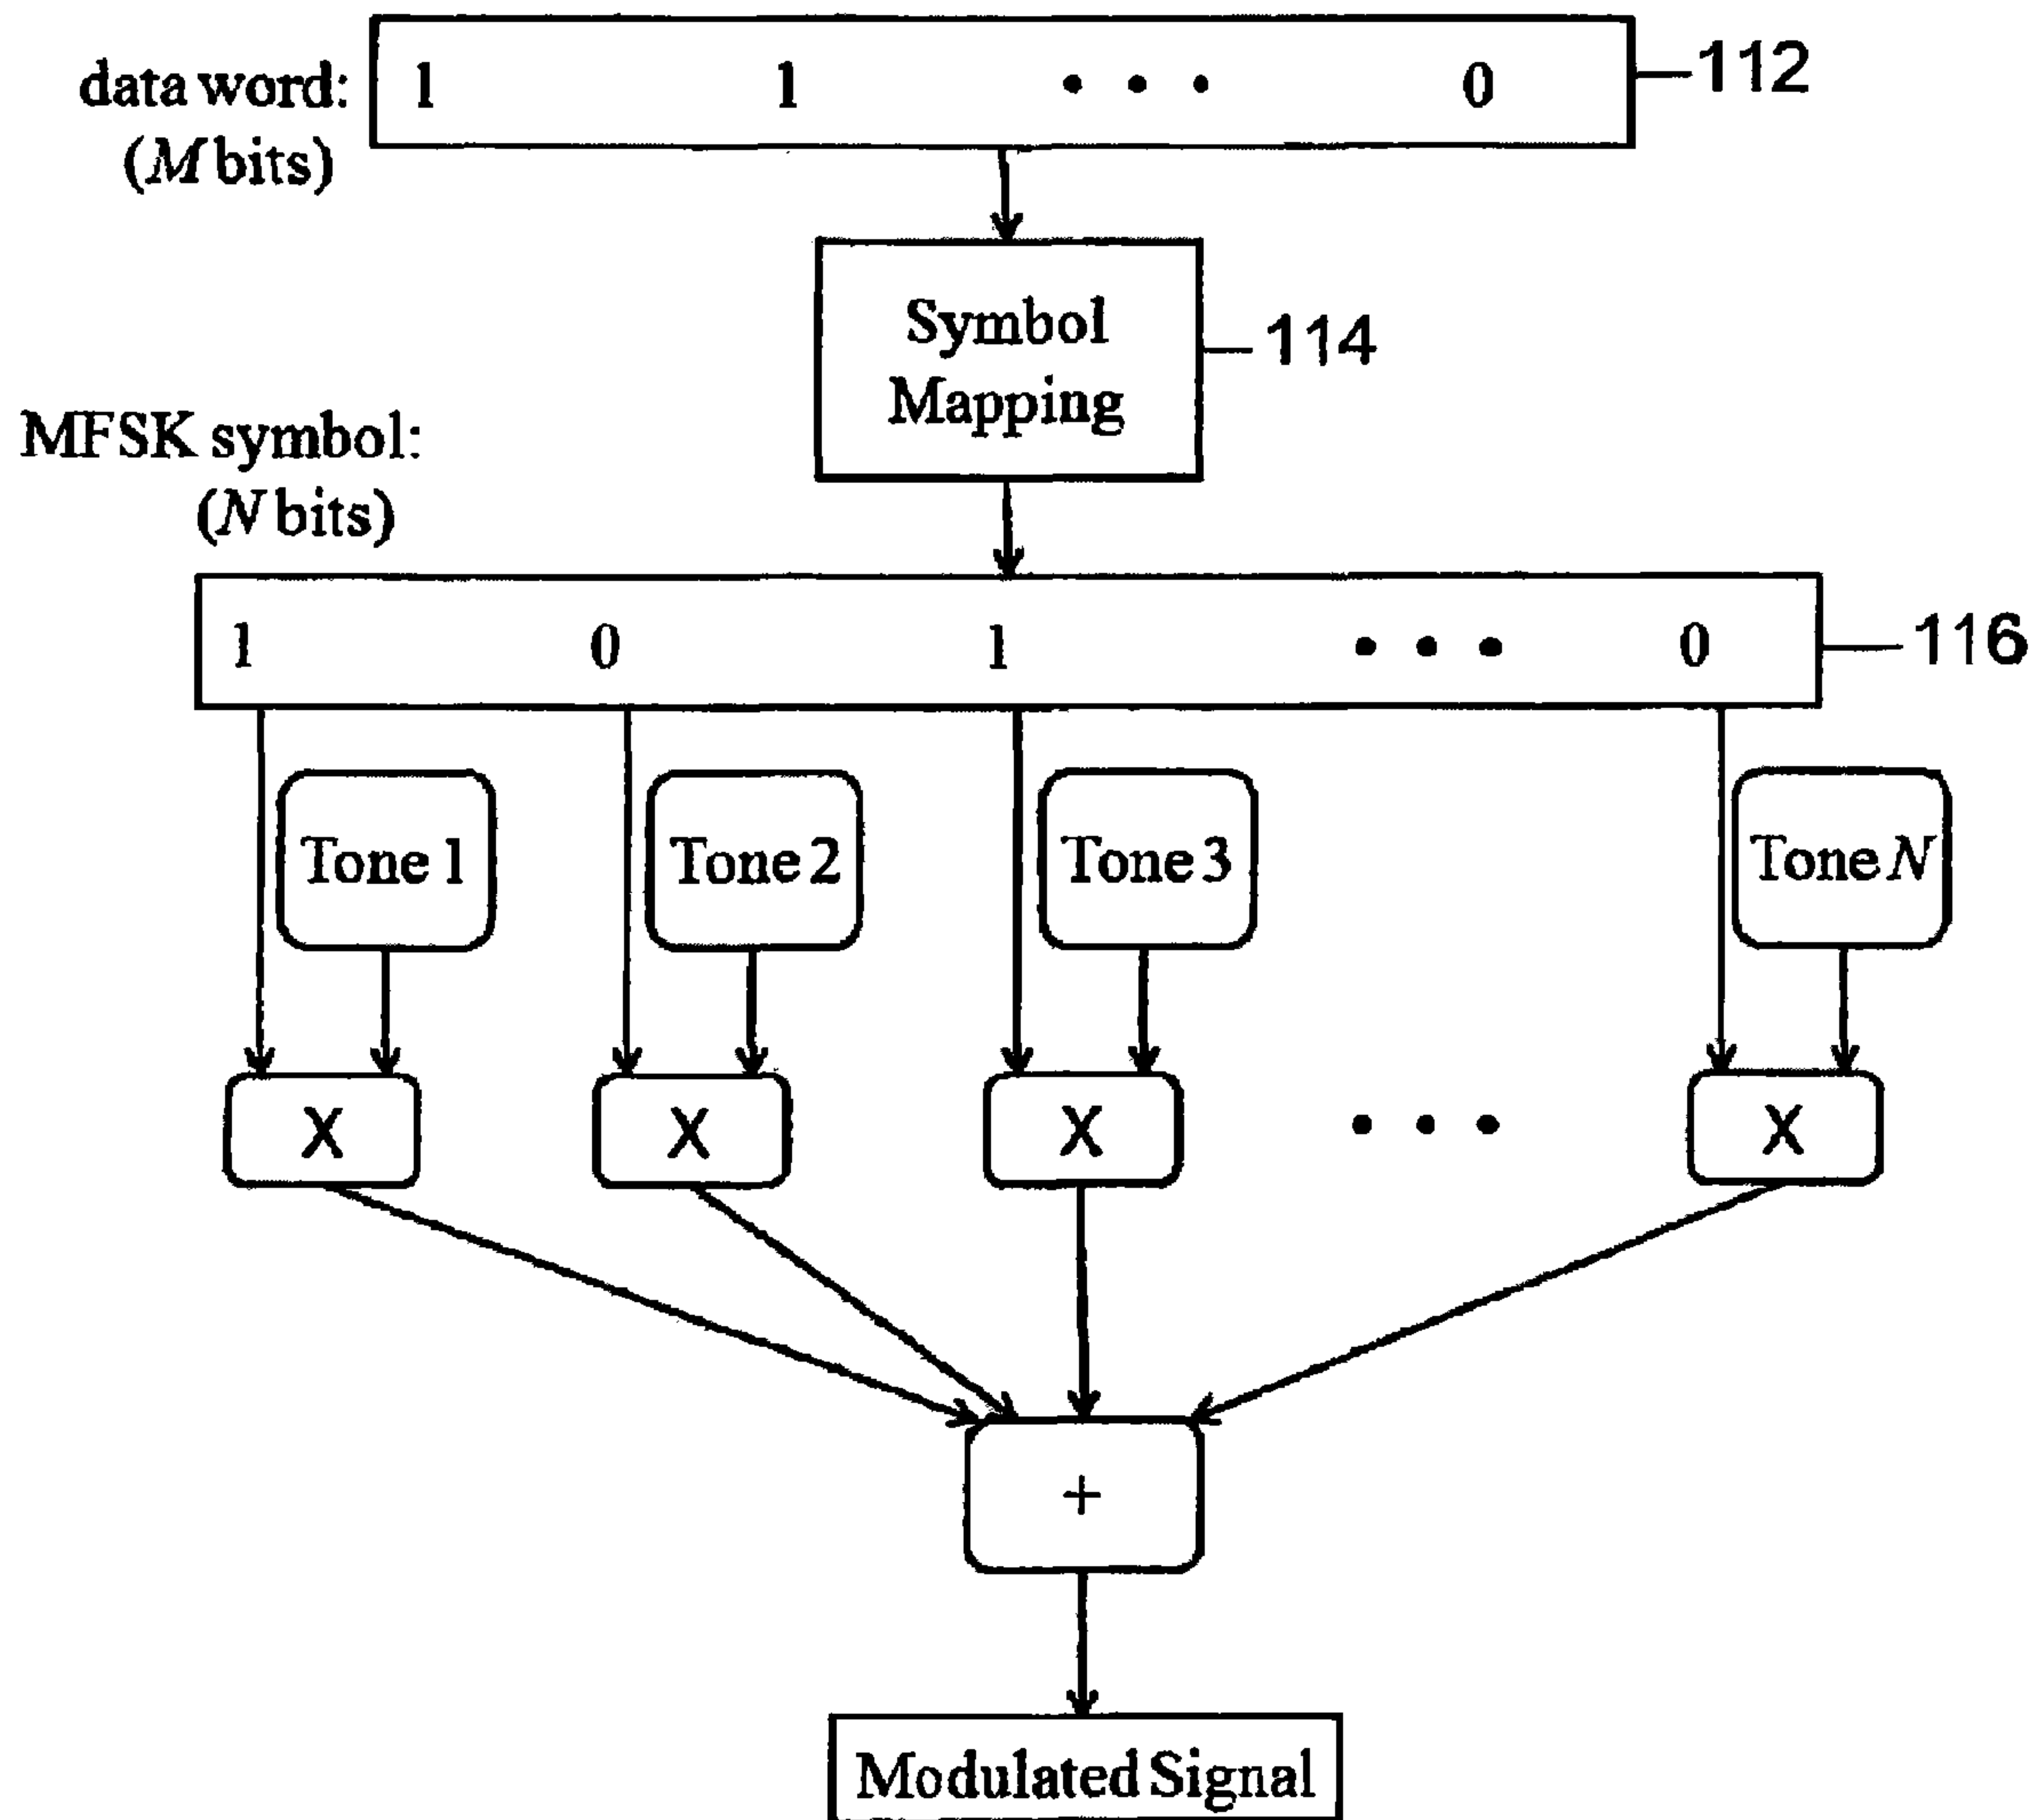 data word:
(M bits)
1 1 • • • 0
112
Symbol
Mapping
114
MFSK symbol:
(N bits)
1 0 1 • • • 0
116
Tone 1
Tone 2
Tone 3
Tone N
X X X • • • X
+
Modulated Signal